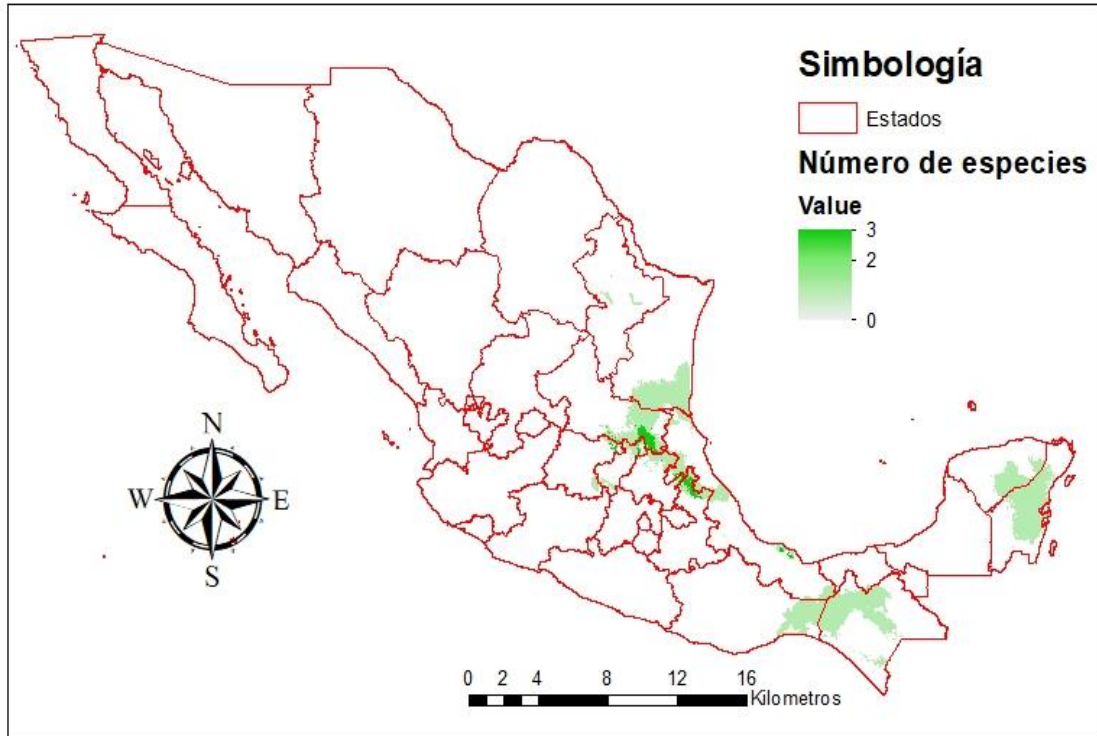 Simbología
Estados
Número de especies
Value
3
2
0
N
W E
S
0 2 4 8 12 16
Kilometros